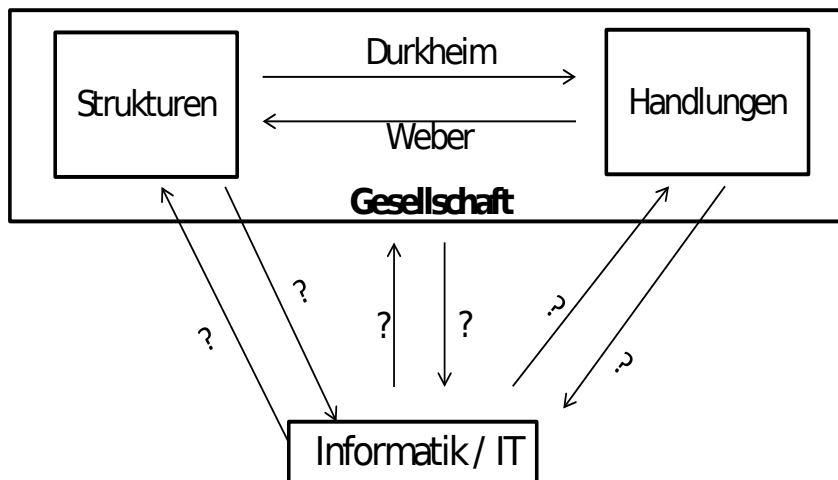 Durkheim
Strukturen
Handlungen
Weber
Gesellschaft
?
?
?
?
?
?
Informatik / IT